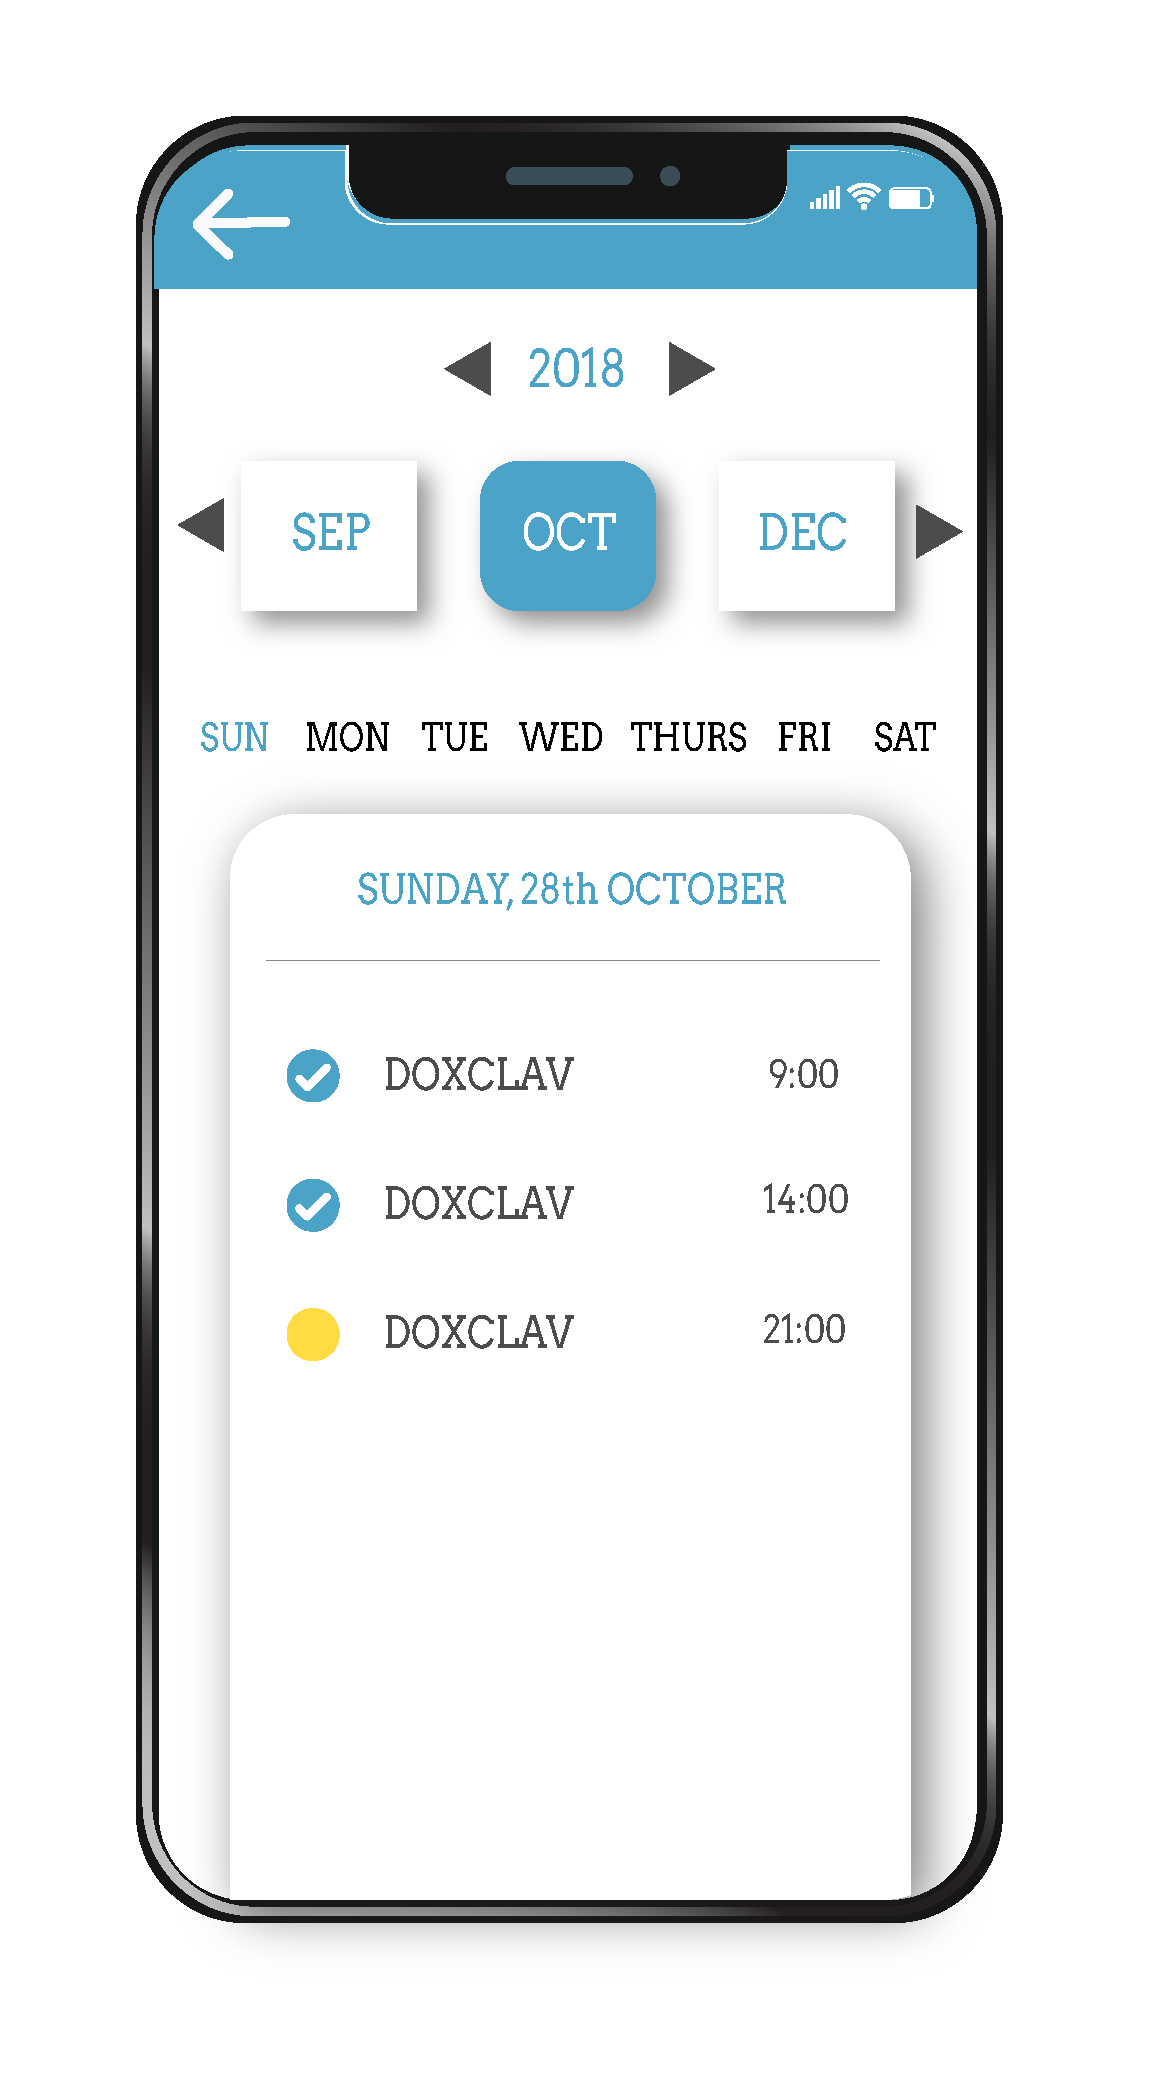 2018
SEP OCT DEC
SUN MON TUE WED THURS FRI SAT
SUNDAY, 28th OCTOBER
DOXCLAV 9:00
DOXCLAV 14:00
DOXCLAV 21:00